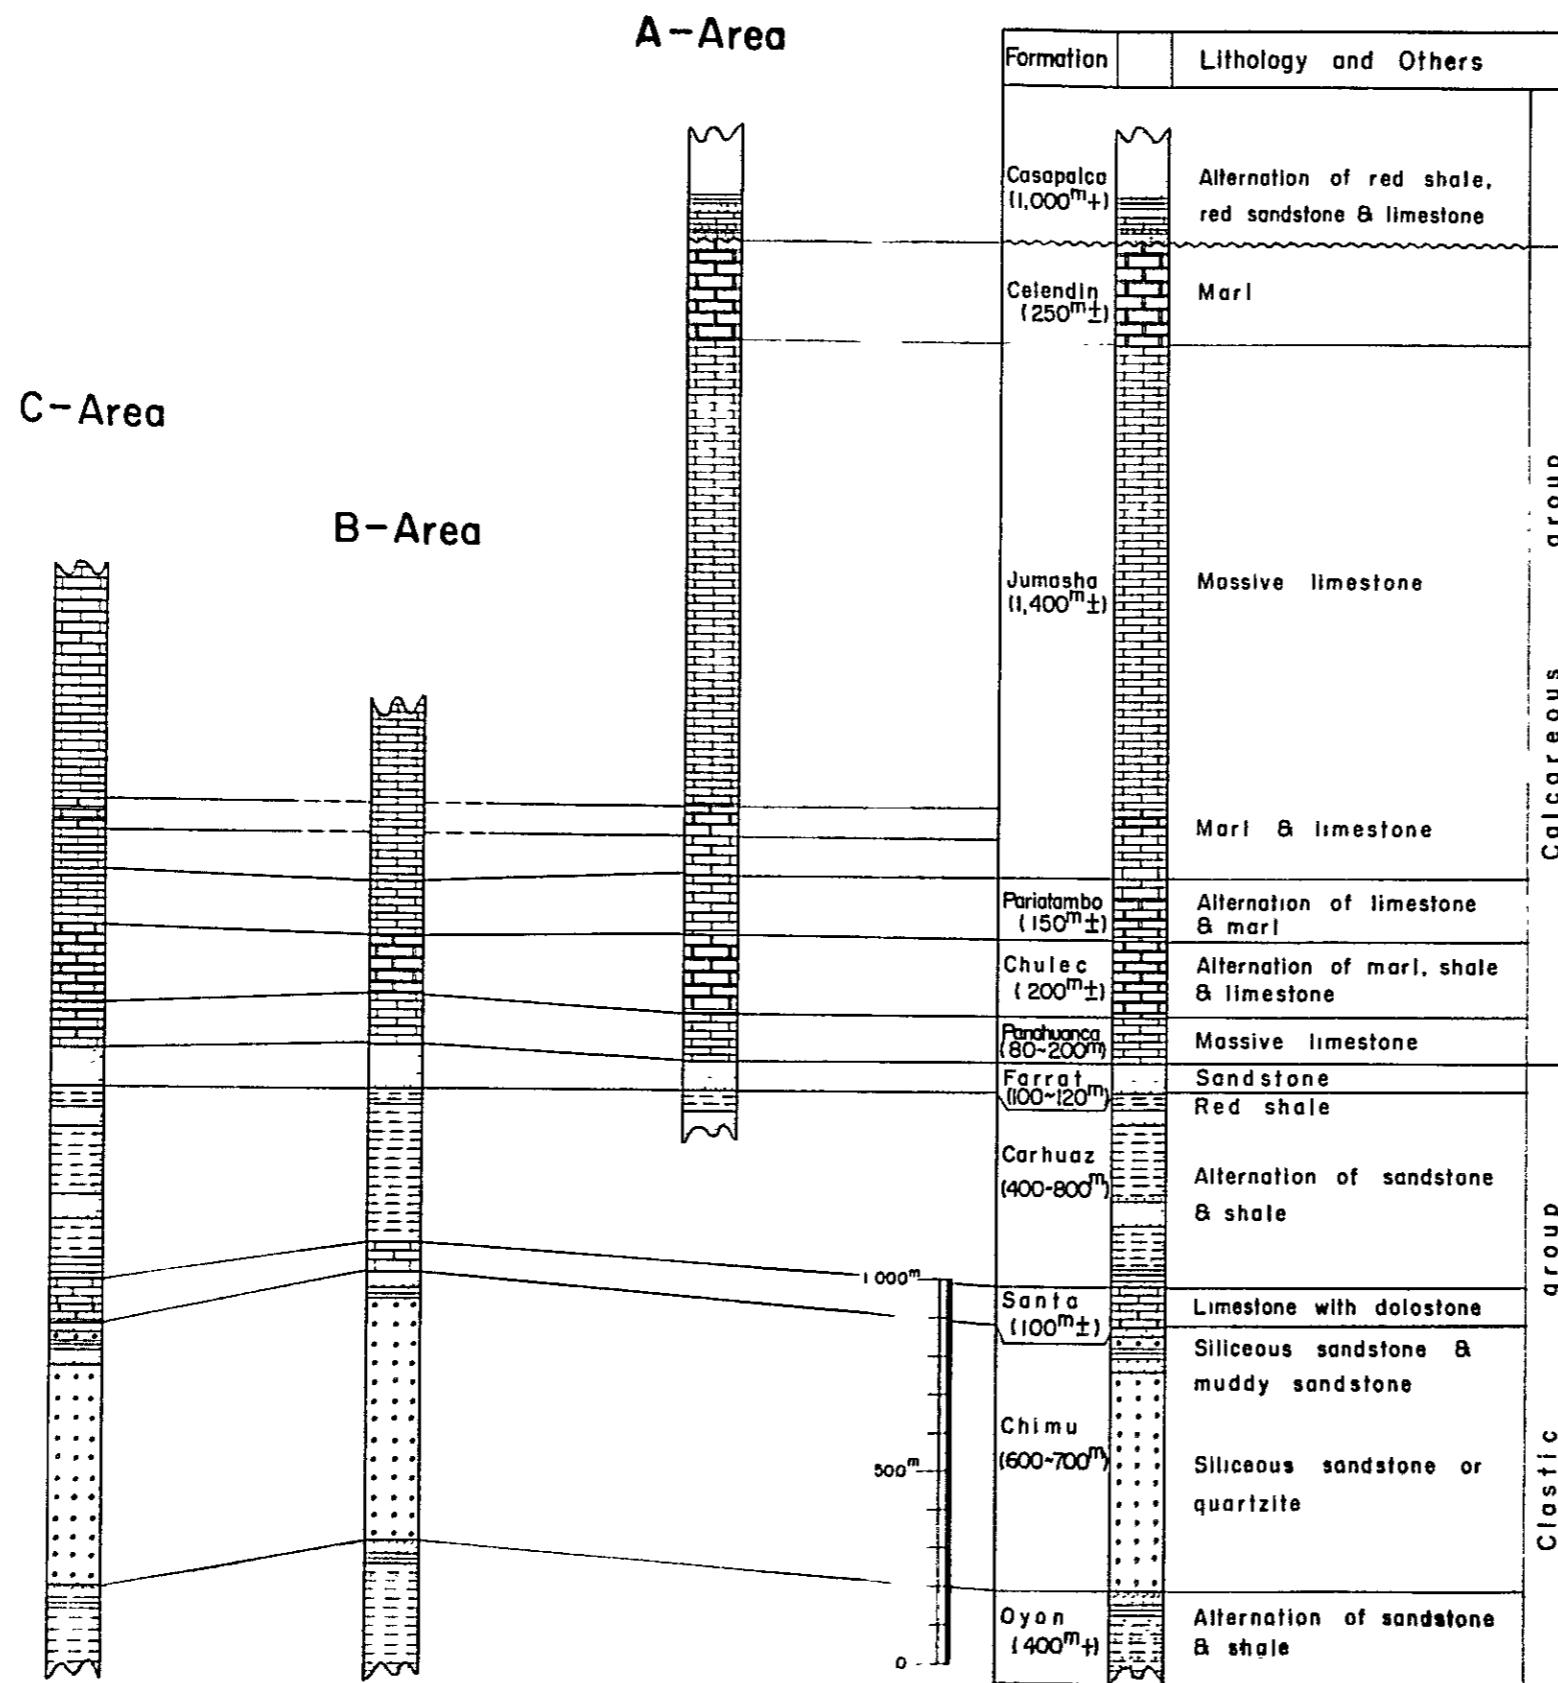 A-Area
C-Area
B-Area
1 000m
500m
0
Formation
Lithology and Others
Casapalca
(1,000m+)
Alternation of red shale,
red sandstone & limestone
Celendin
(250m±)
Marl
Jumasha
(1,400m±)
Massive limestone
Marl & limestone
Pariatambo
(150m±)
Alternation of limestone
& marl
Chulec
(200m±)
Alternation of marl, shale
& limestone
Panahuanca
(80~200m)
Massive limestone
Farrat
(100~120m)
Sandstone
Red shale
Carhuaz
(400-800m)
Alternation of sandstone
& shale
Santa
(100m±)
Limestone with dolostone
Siliceous sandstone &
muddy sandstone
Chimu
(600~700m)
Siliceous sandstone or
quartzite
Oyon
(400m+)
Alternation of sandstone
& shale
Calcareous group
Clastic group